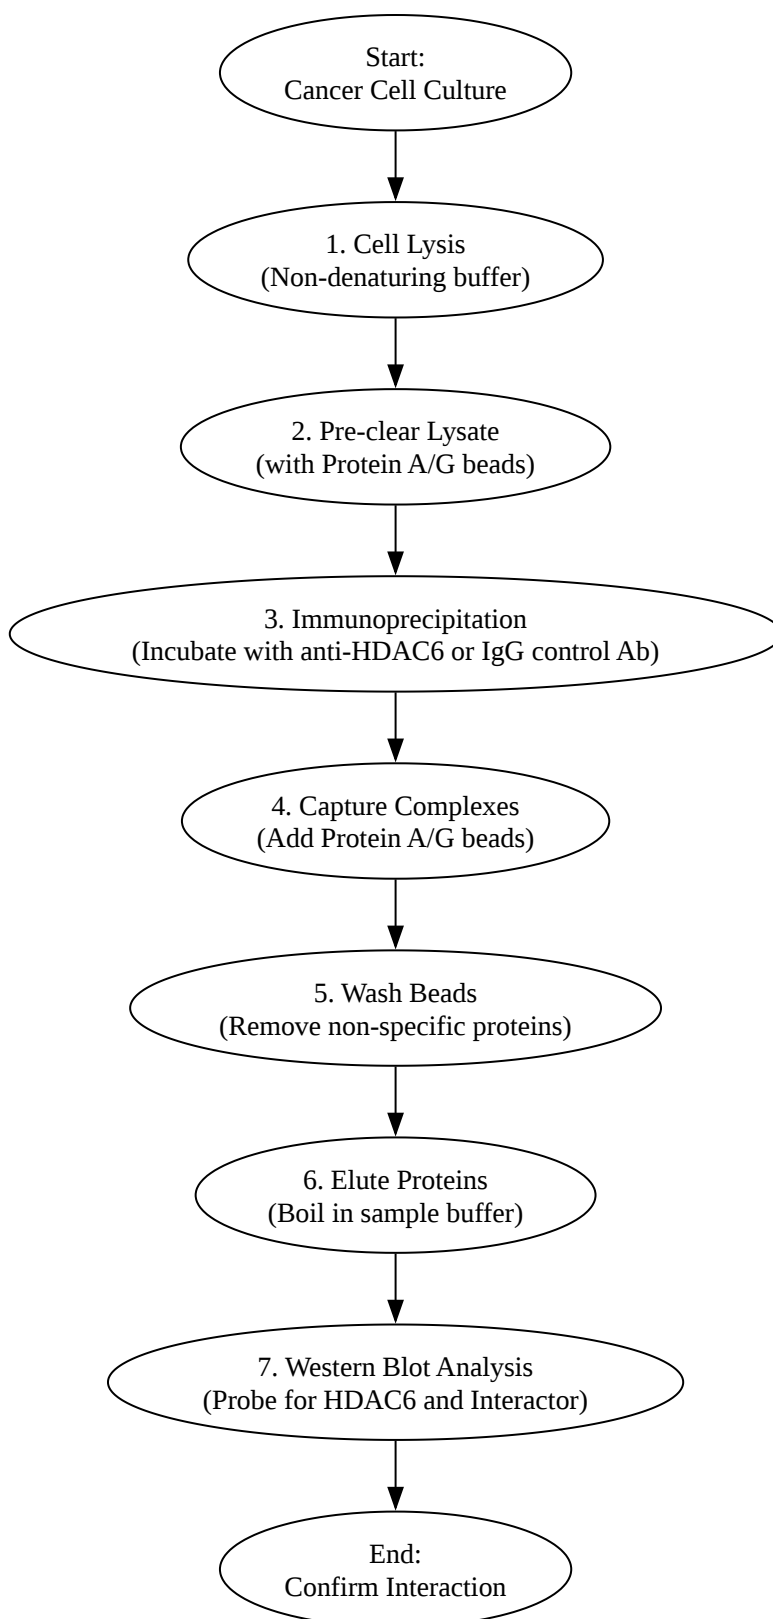 Start:
Cancer Cell Culture
1. Cell Lysis
(Non-denaturing buffer)
2. Pre-clear Lysate
(with Protein A/G beads)
3. Immunoprecipitation
(Incubate with anti-HDAC6 or IgG control Ab)
4. Capture Complexes
(Add Protein A/G beads)
5. Wash Beads
(Remove non-specific proteins)
6. Elute Proteins
(Boil in sample buffer)
7. Western Blot Analysis
(Probe for HDAC6 and Interactor)
End:
Confirm Interaction